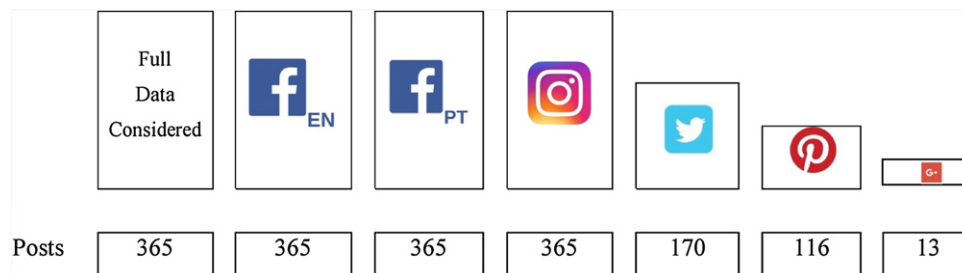 Full
Data
Considered
f EN
f PT
G+
Posts 365 365 365 365 170 116 13